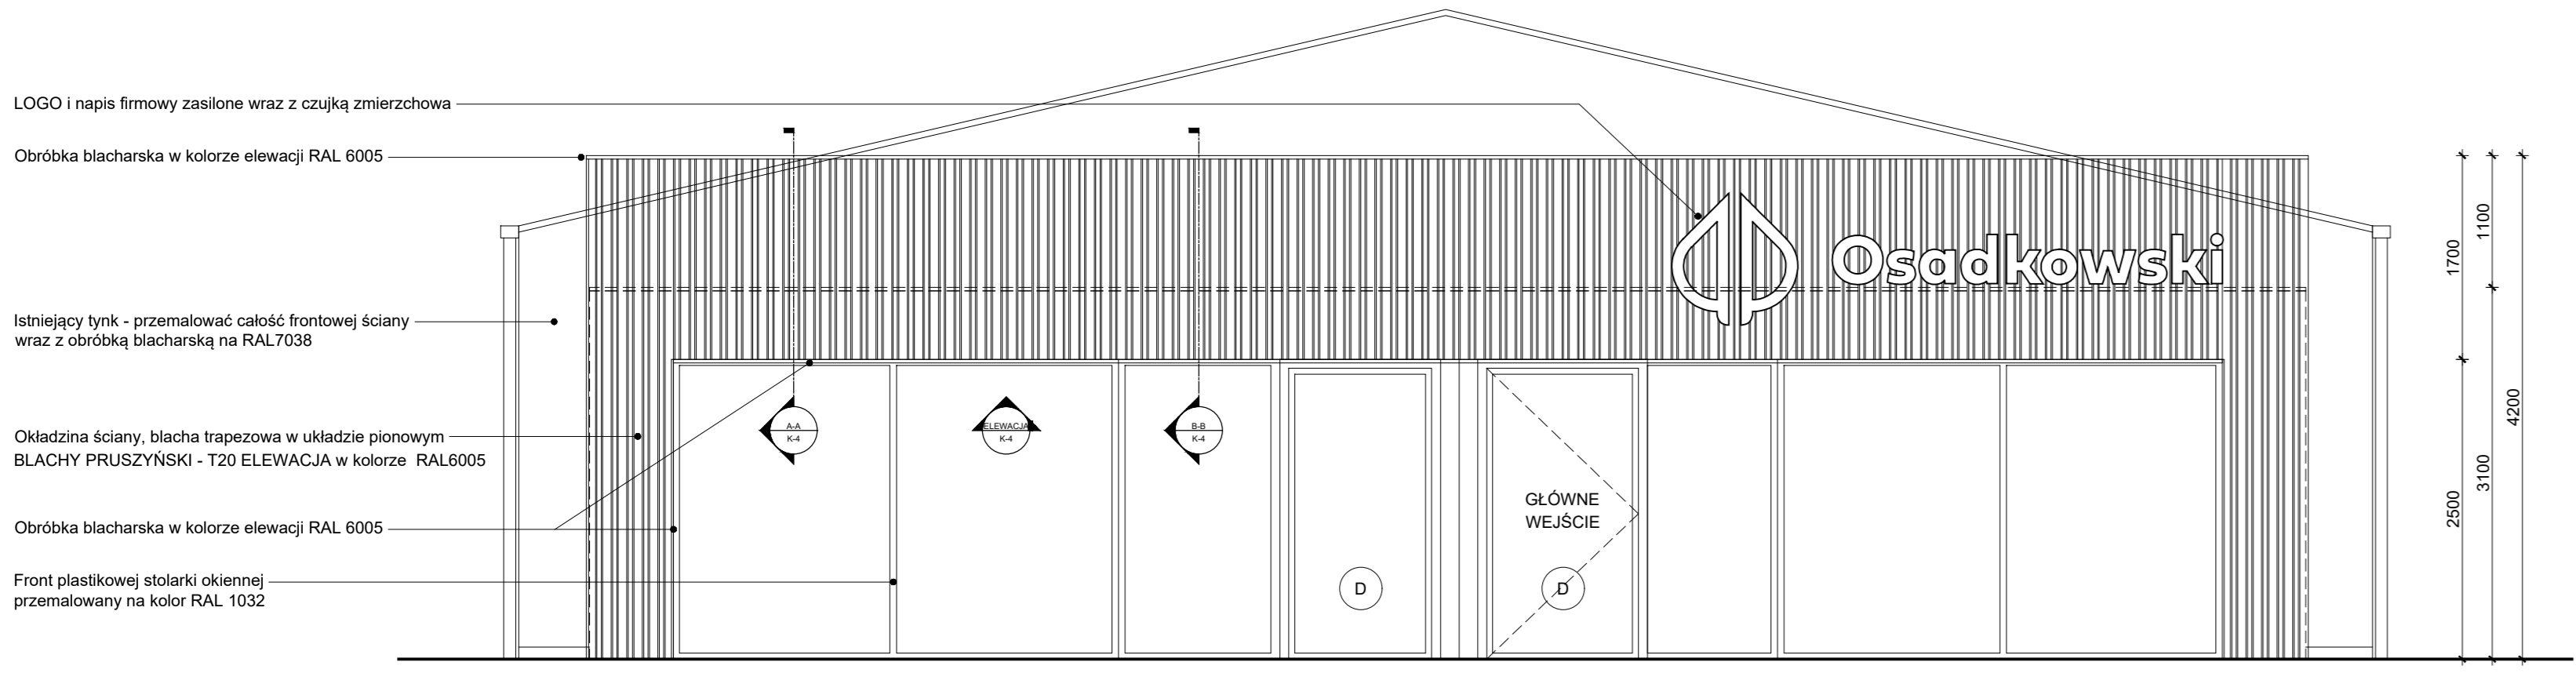 LOGO i napis firmowy zasilone wraz z czujką zmierzchowa
Obróbka blacharska w kolorze elewacji RAL 6005
Osadkowski
1700
1100
Istniejący tynk - przemalować całość frontowej ściany
wraz z obróbką blacharską na RAL7038
4200
A-A
K-4
ELEWACJA
K-4
B-B
K-4
Okładzina ściany, blacha trapezowa w układzie pionowym
BLACHY PRUSZYŃSKI - T20 ELEWACJA w kolorze RAL6005
3100
2500
GŁÓWNE
WEJŚCIE
Obróbka blacharska w kolorze elewacji RAL 6005
Front plastikowej stolarki okiennej
przemalowany na kolor RAL 1032
D
D